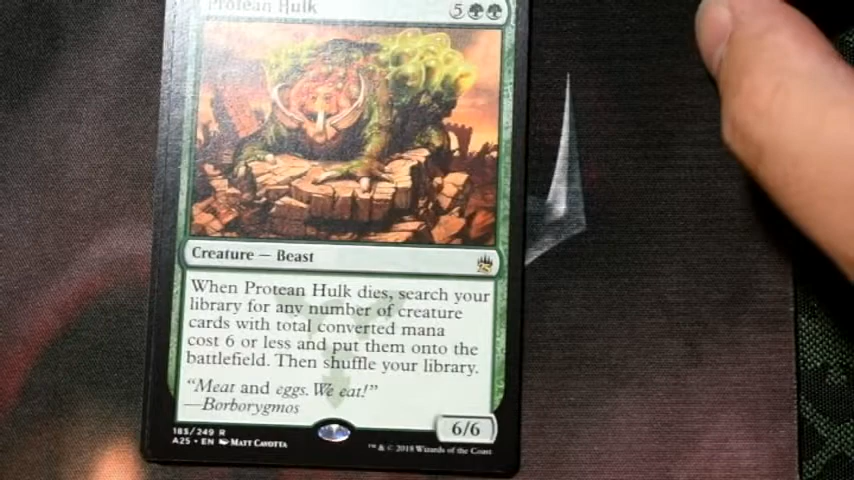 Protean Hulk 5
Creature — Beast
When Protean Hulk dies, search your
library for any number of creature
cards with total converted mana
cost 6 or less and put them onto the
battlefield. Then shuffle your library.
"Meat and eggs. We eat!"
—Borborygmos
6/6
185/249 R
A25 • EN Matt Cavotta
™ & © 2018 Wizards of the Coast